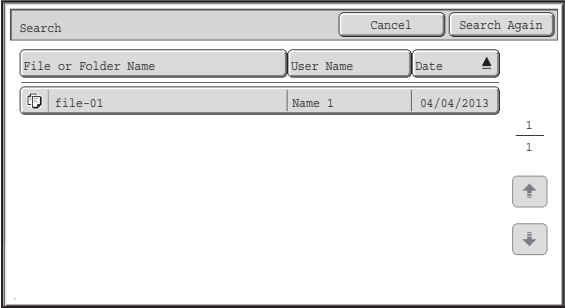 Search Cancel Search Again
File or Folder Name User Name Date
file-01 Name 1 04/04/2013
1
1